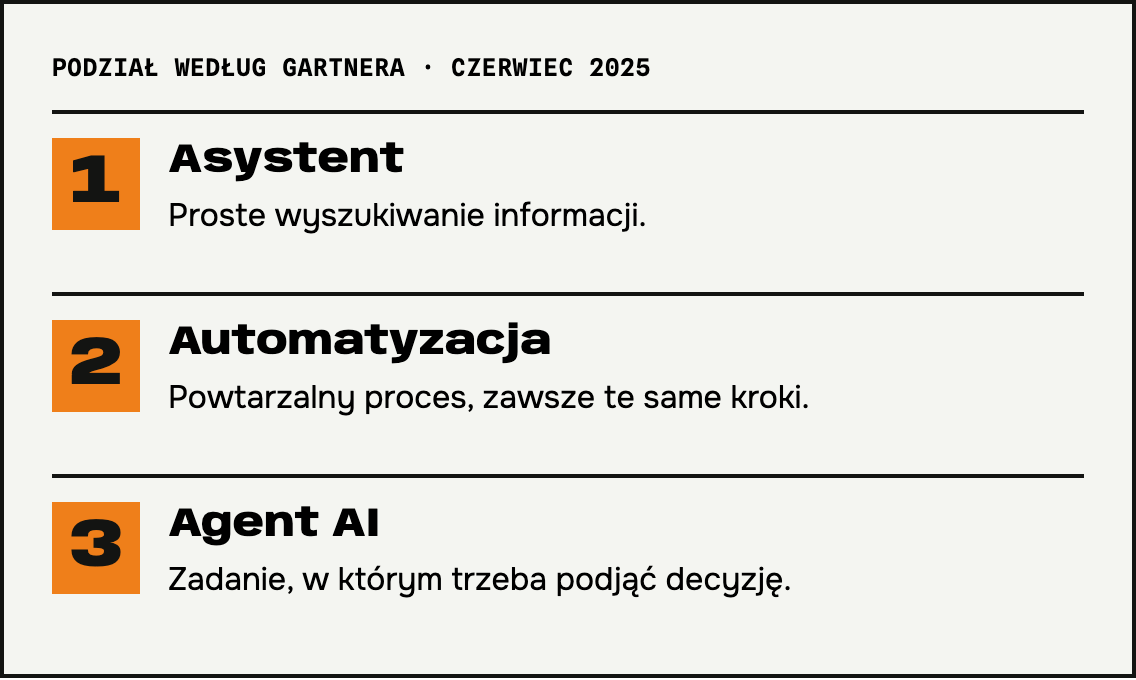 PODZIAŁ WEDŁUG GARTNERA · CZERWIEC 2025
1
Asystent
Proste wyszukiwanie informacji.
2
Automatyzacja
Powtarzalny proces, zawsze te same kroki.
3
Agent AI
Zadanie, w którym trzeba podjąć decyzję.